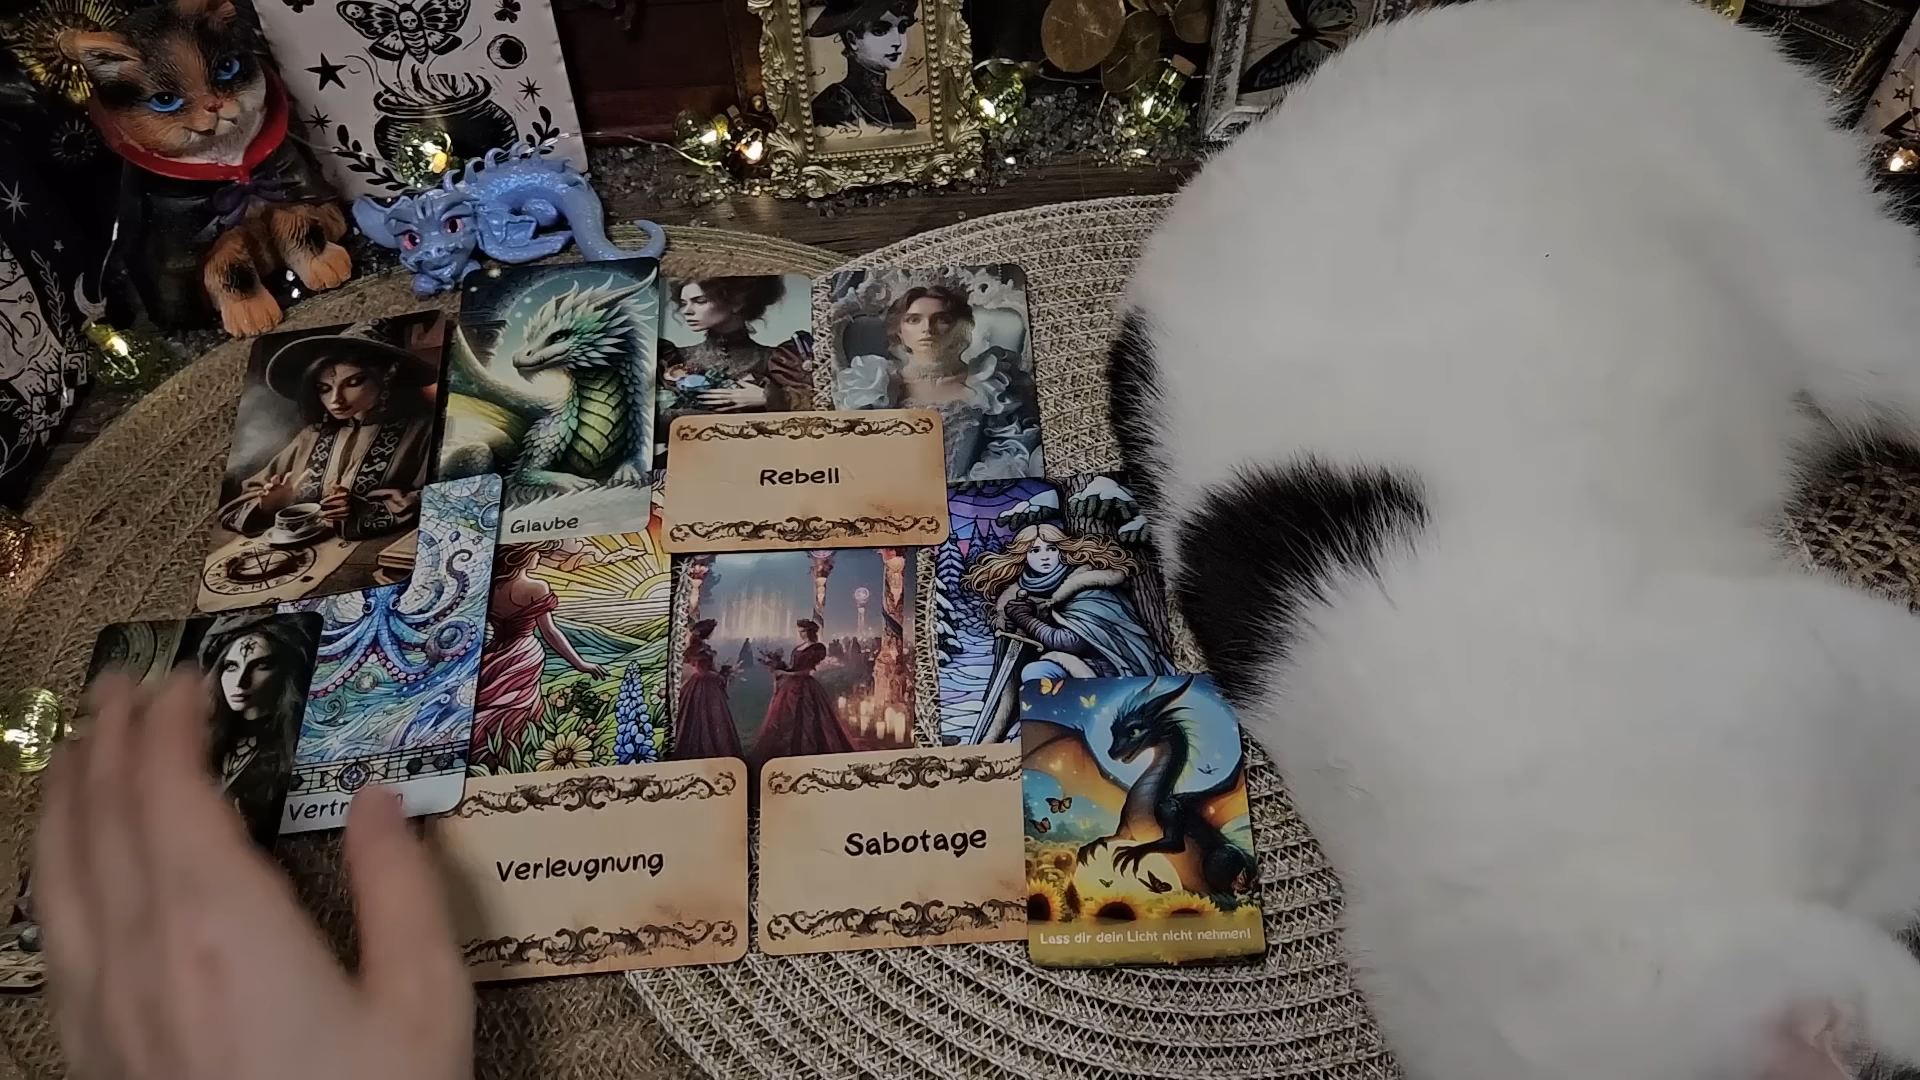 Glaube
Rebell
Verleugnung
Sabotage
Lass dir dein Licht nicht nehmen!